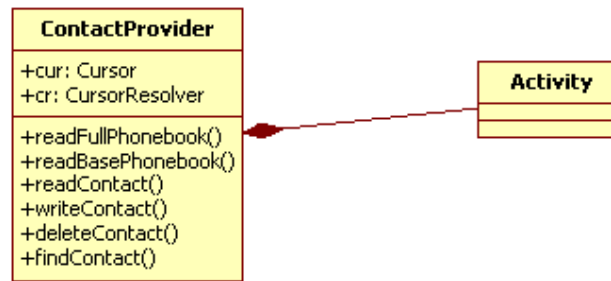 ContactProvider
+cur: Cursor
+cr: CursorResolver
+readFullPhonebook()
+readBasePhonebook()
+readContact()
+writeContact()
+deleteContact()
+findContact()
Activity